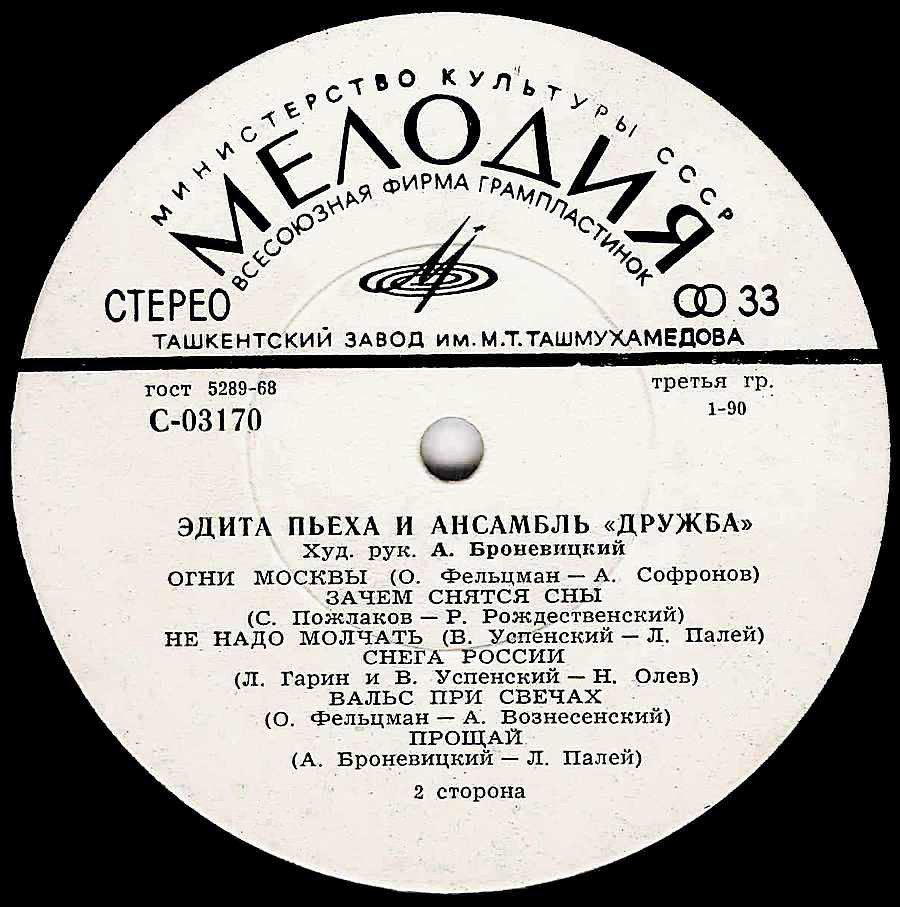 МИНИСТЕРСТВО КУЛЬТУРЫ СССР
МЕЛОДИЯ
ВСЕСОЮЗНАЯ ФИРМА ГРАМПЛАСТИНОК
СТЕРЕО
33
ТАШКЕНТСКИЙ ЗАВОД ИМ. М.Т. ТАШМУХАМЕДОВА
гост 5289-68
третья гр.
С-03170
1-90
ЭДИТА ПЬЕХА И АНСАМБЛЬ «ДРУЖБА»
Худ. рук. А. Броневицкий
ОГНИ МОСКВЫ (О. Фельцман — А. Софронов)
ЗАЧЕМ СНЯТСЯ СНЫ
(С. Пожлаков — Р. Рождественский)
НЕ НАДО МОЛЧАТЬ (В. Успенский — Л. Палей)
СНЕГА РОССИИ
(Л. Гарин и В. Успенский — Н. Олев)
ВАЛЬС ПРИ СВЕЧАХ
(О. Фельцман — А. Вознесенский)
ПРОЩАЙ
(А. Броневицкий — Л. Палей)
2 сторона